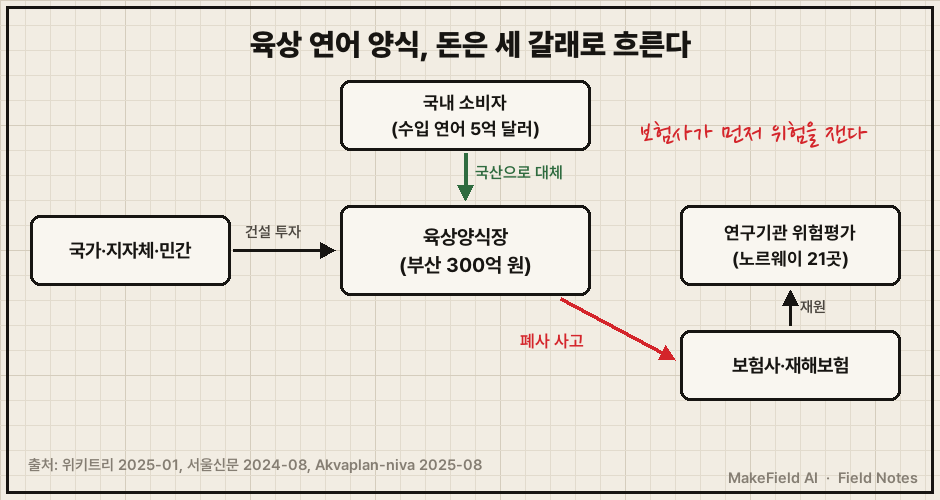 육상 연어 양식, 돈은 세 갈래로 흐른다
국내 소비자
(수입 연어 5억 달러)
보험사가 먼저 위험을 잰다
국산으로 대체
국가·지자체·민간
건설 투자
육상양식장
(부산 300억 원)
연구기관 위험평가
(노르웨이 21곳)
재원
폐사 사고
보험사·재해보험
출처: 위키트리 2025-01, 서울신문 2024-08, Akvaplan-niva 2025-08
MakeField AI · Field Notes